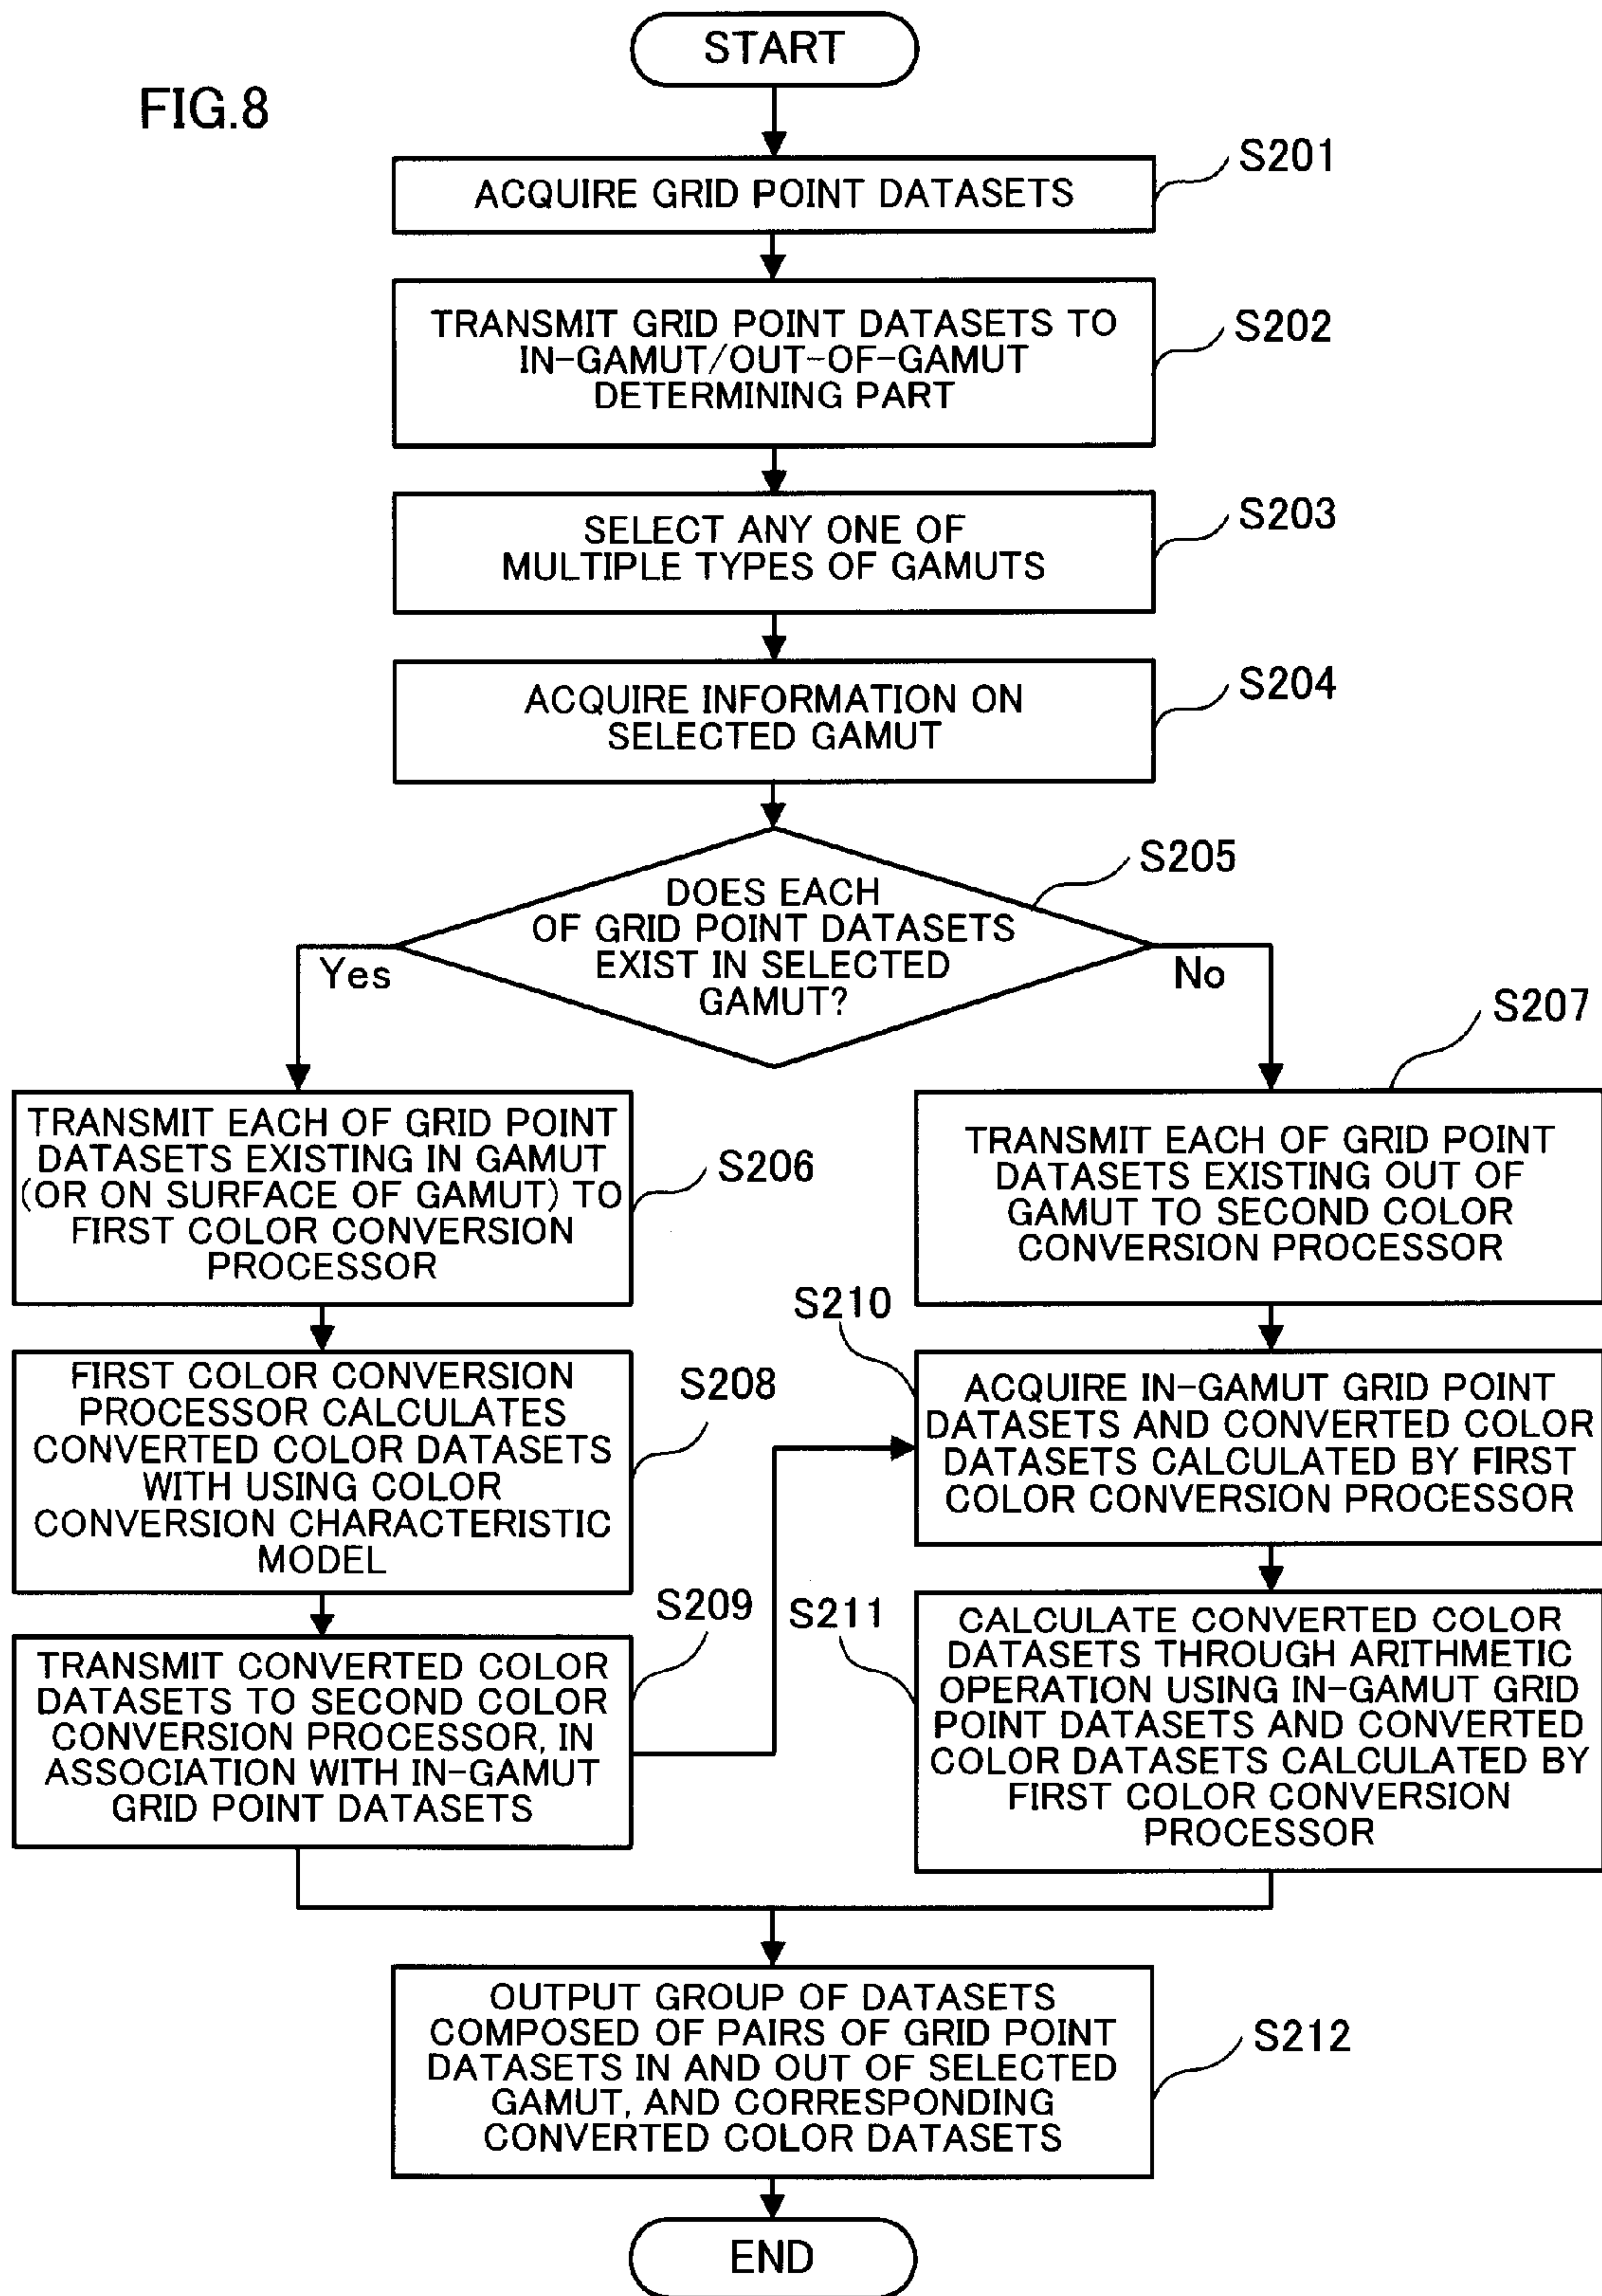 START
FIG.8
S201
ACQUIRE GRID POINT DATASETS
TRANSMIT GRID POINT DATASETS TO
IN-GAMUT/OUT-OF-GAMUT
DETERMINING PART
S202
SELECT ANY ONE OF
MULTIPLE TYPES OF GAMUTS
S203
ACQUIRE INFORMATION ON
SELECTED GAMUT
S204
DOES EACH
OF GRID POINT DATASETS
EXIST IN SELECTED
GAMUT?
S205
Yes
No
S207
TRANSMIT EACH OF GRID POINT
DATASETS EXISTING IN GAMUT
(OR ON SURFACE OF GAMUT) TO
FIRST COLOR CONVERSION
PROCESSOR
S206
TRANSMIT EACH OF GRID POINT
DATASETS EXISTING OUT OF
GAMUT TO SECOND COLOR
CONVERSION PROCESSOR
S210
FIRST COLOR CONVERSION
PROCESSOR CALCULATES
CONVERTED COLOR DATASETS
WITH USING COLOR
CONVERSION CHARACTERISTIC
MODEL
S208
ACQUIRE IN-GAMUT GRID POINT
DATASETS AND CONVERTED COLOR
DATASETS CALCULATED BY FIRST
COLOR CONVERSION PROCESSOR
S209
S211
TRANSMIT CONVERTED COLOR
DATASETS TO SECOND COLOR
CONVERSION PROCESSOR, IN
ASSOCIATION WITH IN-GAMUT
GRID POINT DATASETS
CALCULATE CONVERTED COLOR
DATASETS THROUGH ARITHMETIC
OPERATION USING IN-GAMUT GRID
POINT DATASETS AND CONVERTED
COLOR DATASETS CALCULATED BY
FIRST COLOR CONVERSION
PROCESSOR
OUTPUT GROUP OF DATASETS
COMPOSED OF PAIRS OF GRID POINT
DATASETS IN AND OUT OF SELECTED
GAMUT, AND CORRESPONDING
CONVERTED COLOR DATASETS
S212
END